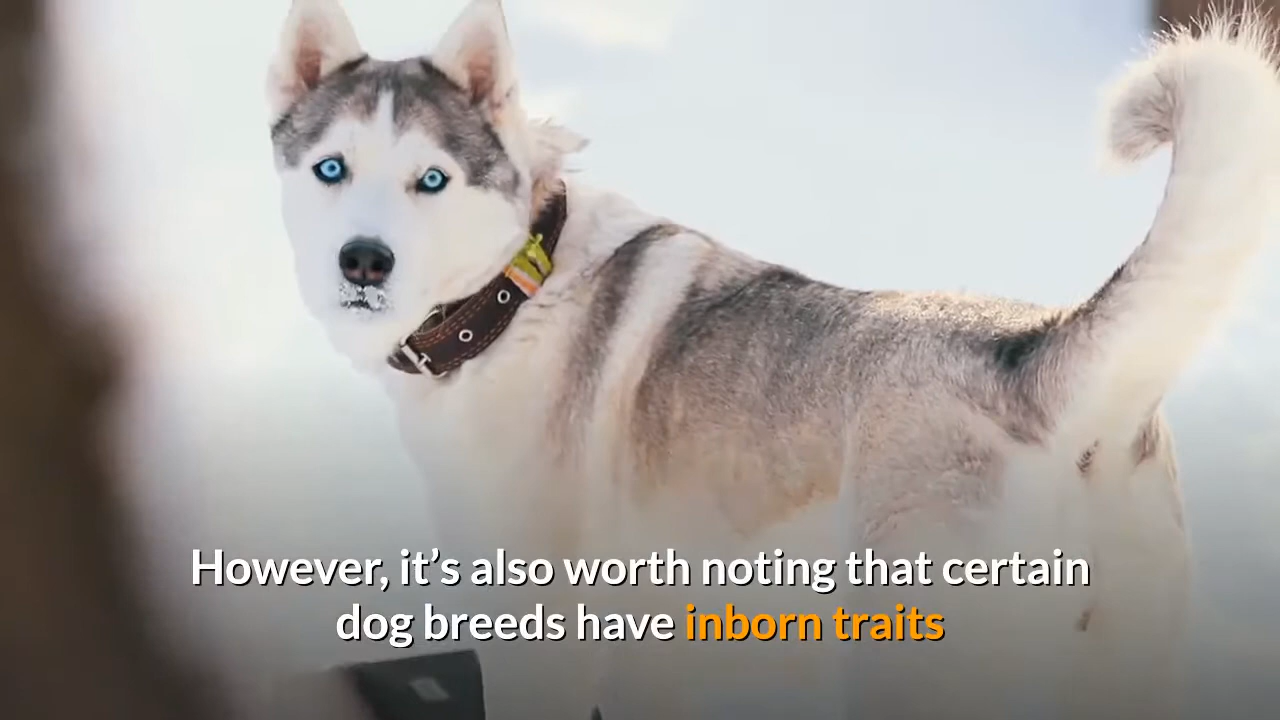 However, it’s also worth noting that certain
dog breeds have inborn traits